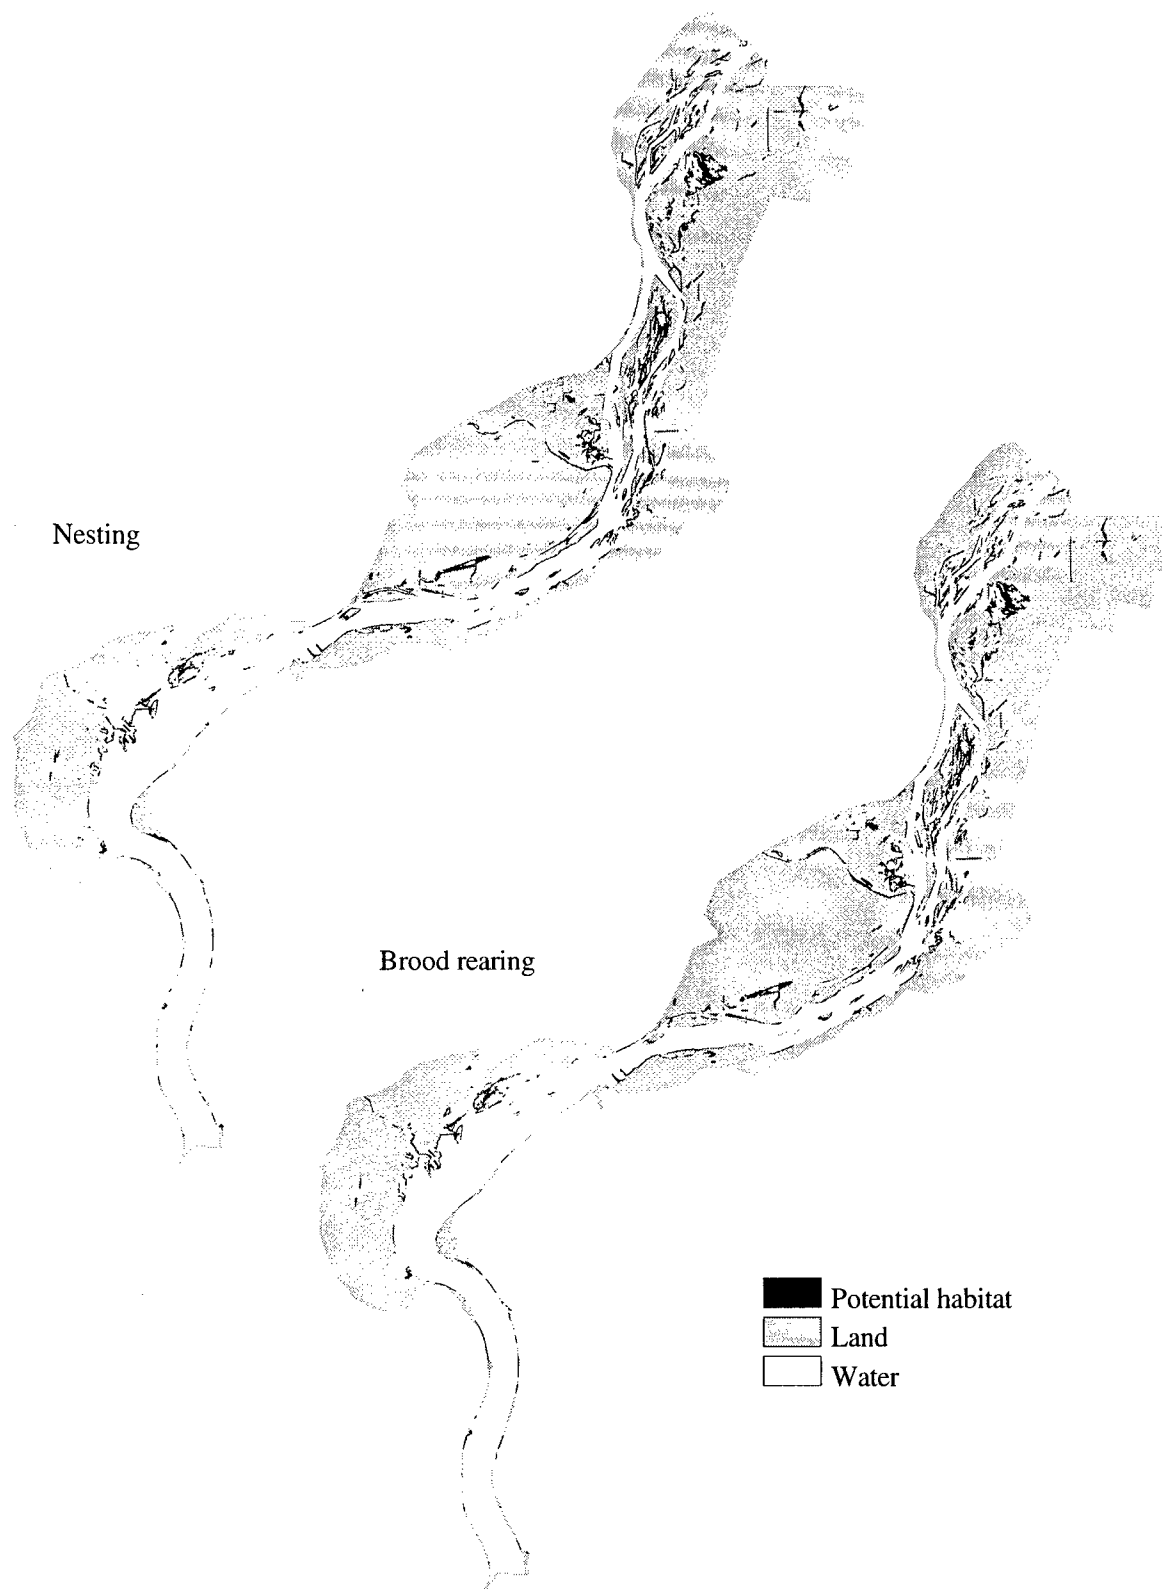 Nesting
Brood rearing
Potential habitat
Land
Water